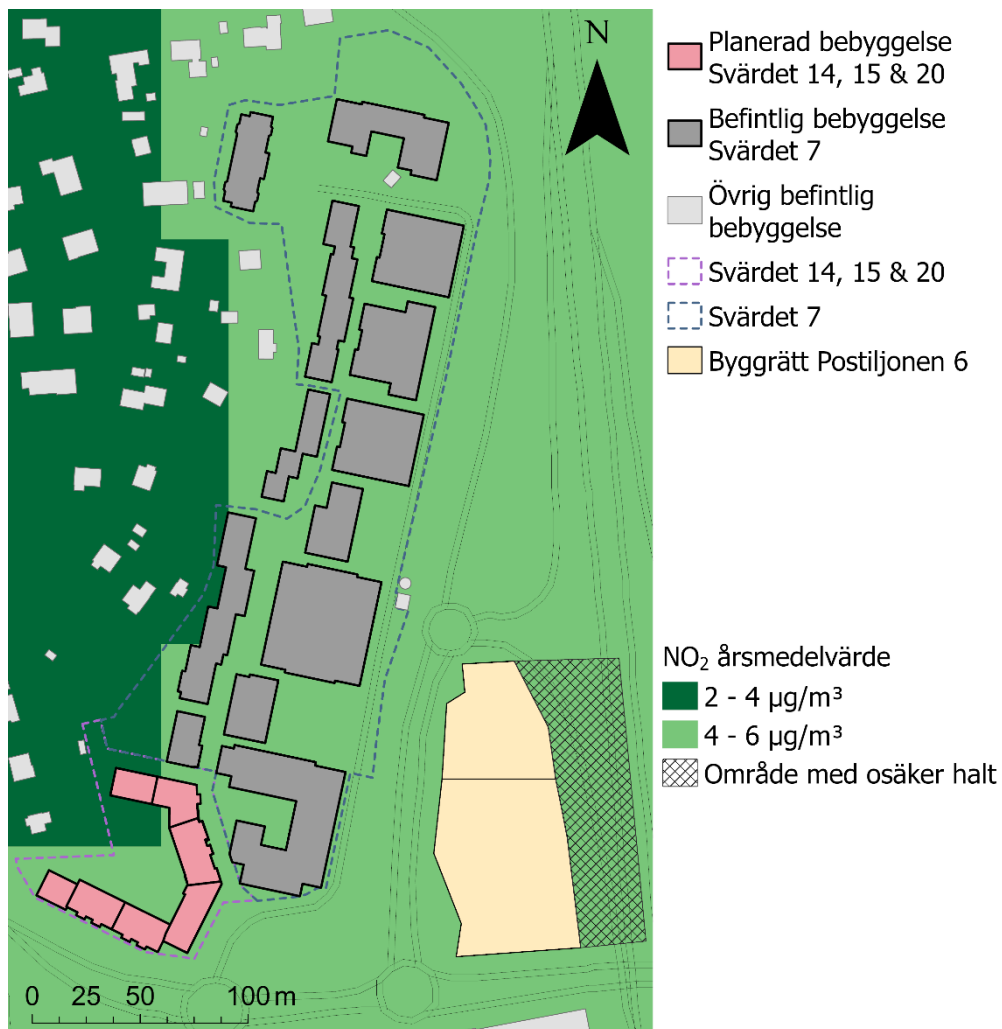 N
Planerad bebyggelse
Svärdet 14, 15 & 20
Befintlig bebyggelse
Svärdet 7
Övrig befintlig
bebyggelse
Svärdet 14, 15 & 20
Svärdet 7
Byggrätt Postiljonen 6
NO₂ årsmedelvärde
2 - 4 µg/m³
4 - 6 µg/m³
Område med osäker halt
0 25 50 100 m